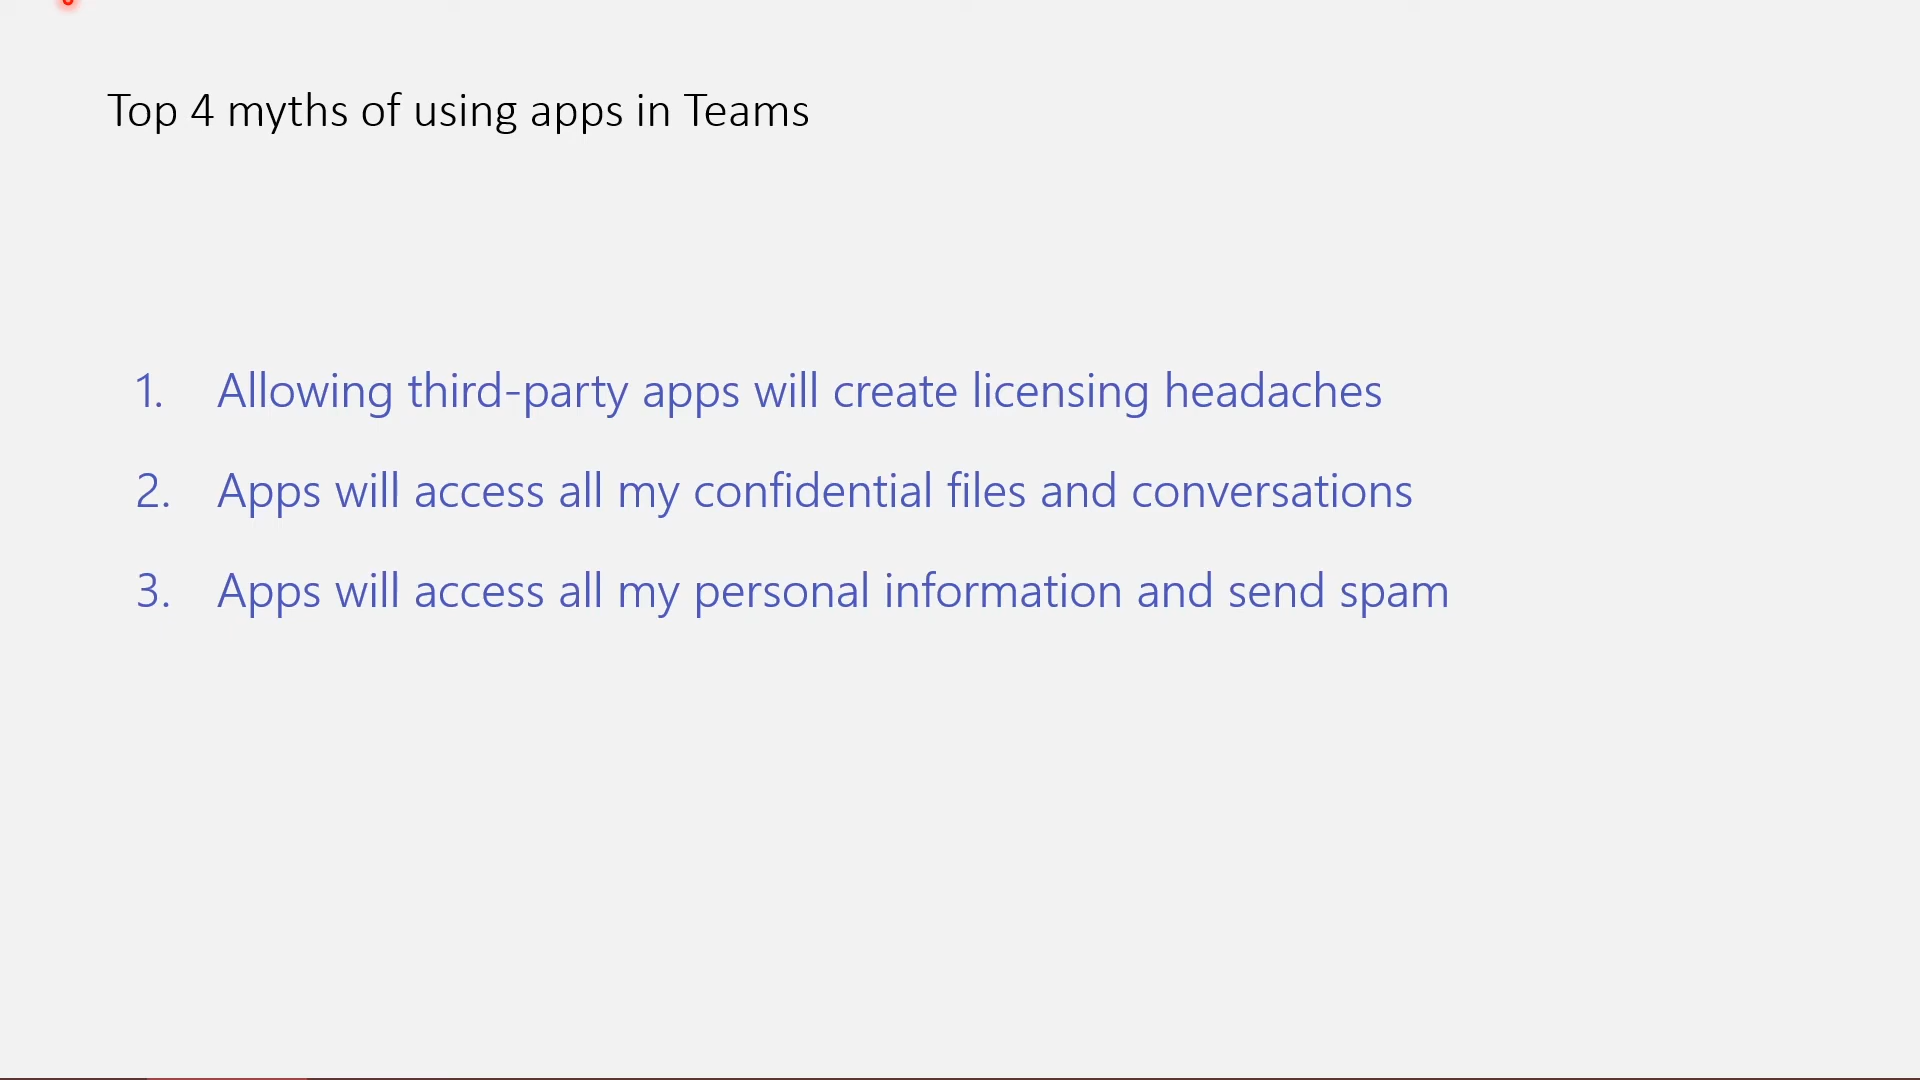 Top 4 myths of using apps in Teams
1. Allowing third-party apps will create licensing headaches
2. Apps will access all my confidential files and conversations
3. Apps will access all my personal information and send spam